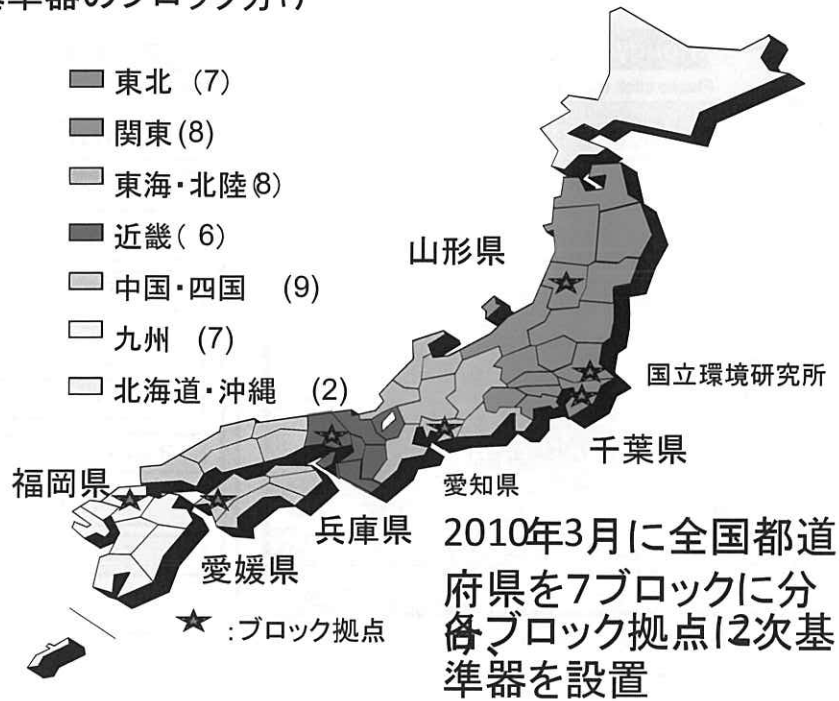 準器のブロック分け
東北 (7)
関東(8)
東海・北陸(8)
近畿( 6)
中国・四国 (9)
九州 (7)
北海道・沖縄 (2)
山形県
国立環境研究所
千葉県
愛知県
兵庫県
福岡県
愛媛県
★ :ブロック拠点
2010年3月に全国都道
府県を7ブロックに分
け、
各ブロック拠点に2次基
準器を設置